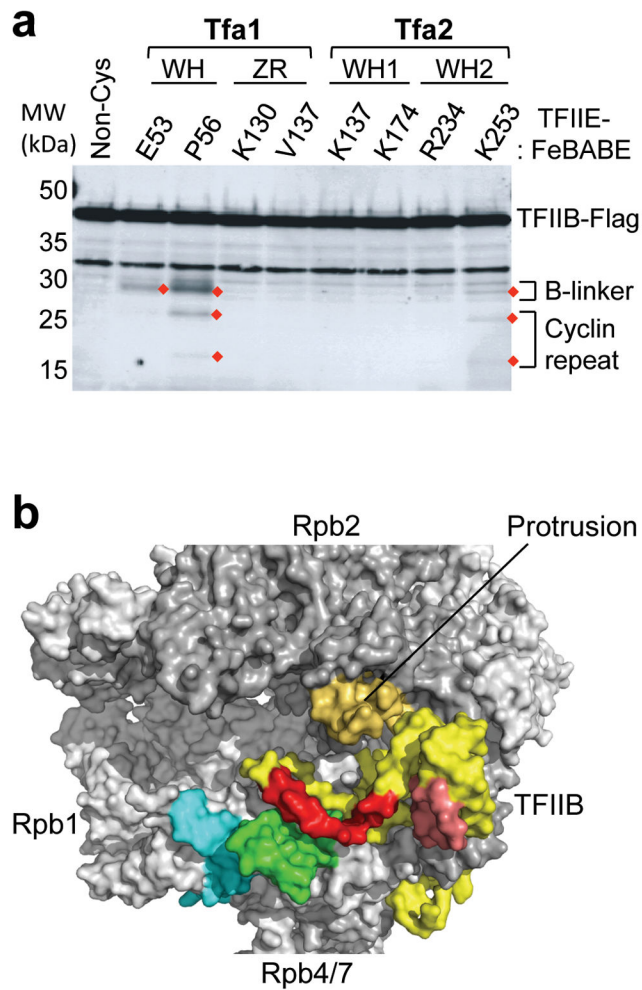 a
Tfa1 Tfa2
WH ZR WH1 WH2
MW
(kDa)
Non-Cys E53 P56 K130 V137 K137 K174 R234 K253
TFIIE-
: FeBABE
50
TFIIB-Flag
35
30
B-linker
25
Cyclin
repeat
15
b
Rpb2 Protrusion
Rpb1 TFIIB
Rpb4/7